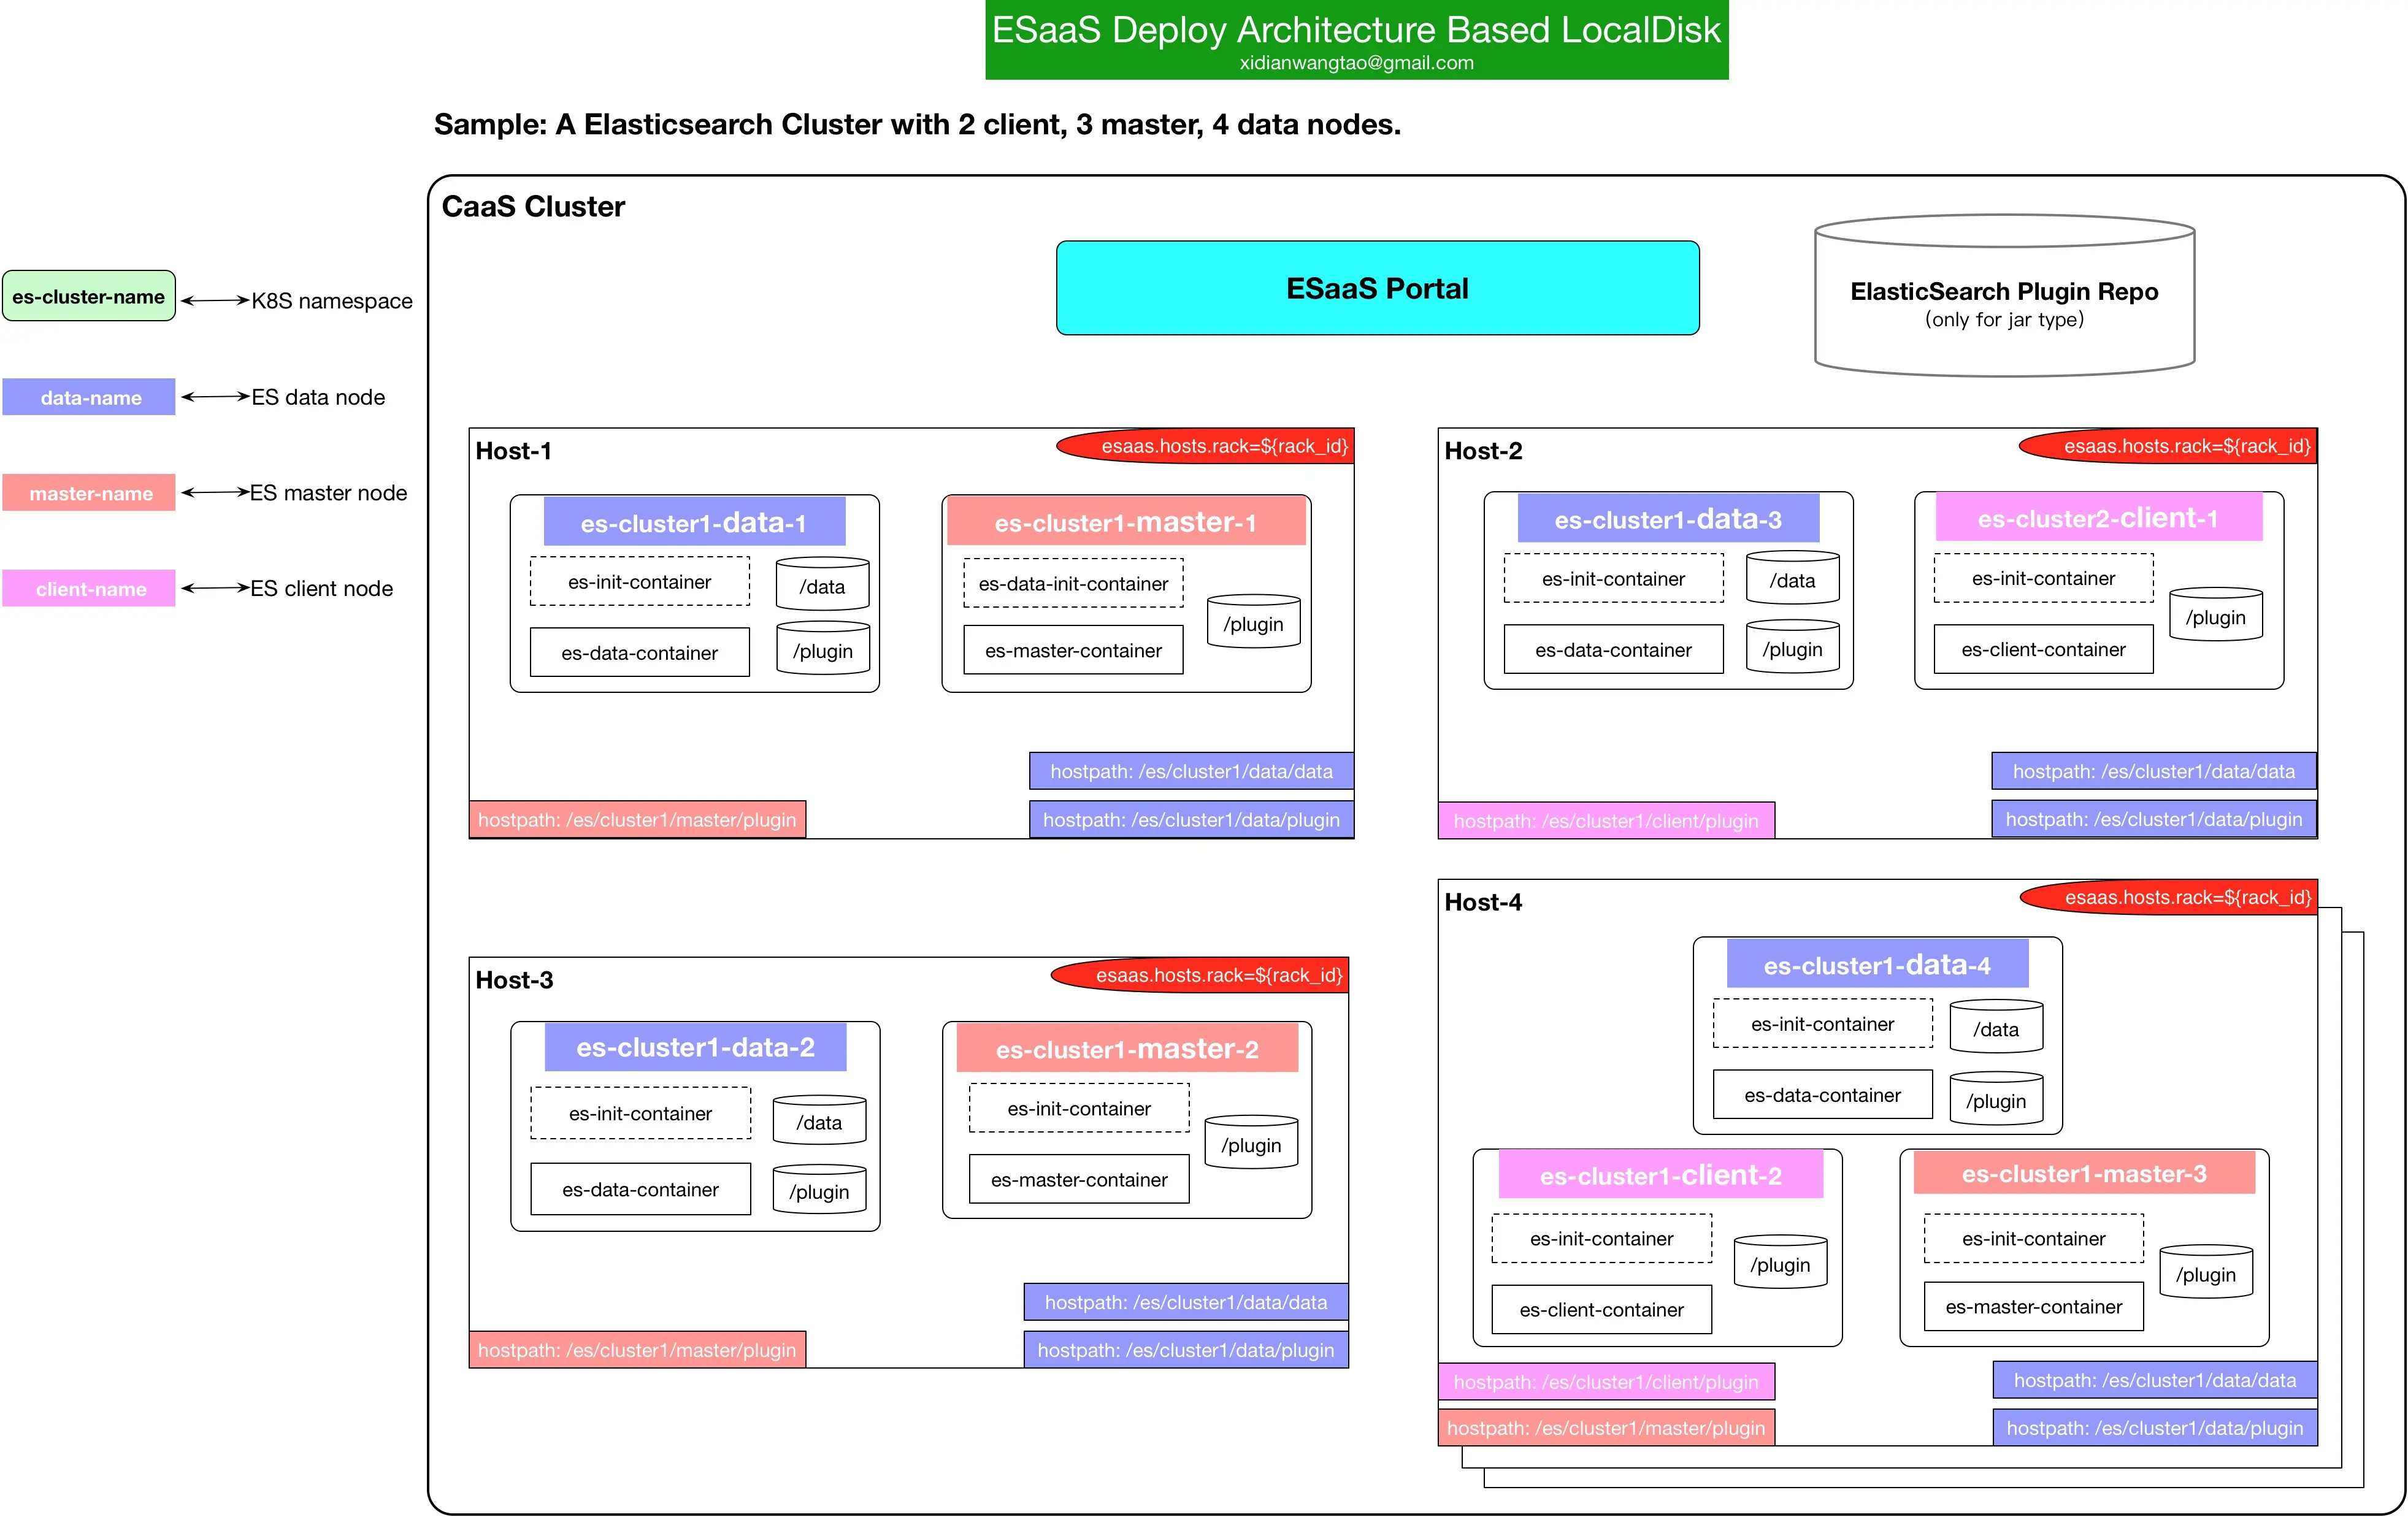 ESaaS Deploy Architecture Based LocalDisk
xidianwangtao@gmail.com
Sample: A Elasticsearch Cluster with 2 client, 3 master, 4 data nodes.
es-cluster-name
K8S namespace
data-name
ES data node
master-name
ES master node
client-name
ES client node
CaaS Cluster
ESaaS Portal
ElasticSearch Plugin Repo
(only for jar type)
Host-1
esaas.hosts.rack=${rack_id}
es-cluster1-data-1
es-init-container
/data
es-data-container
/plugin
es-cluster1-master-1
es-data-init-container
/plugin
es-master-container
hostpath: /es/cluster1/data/data
hostpath: /es/cluster1/master/plugin
hostpath: /es/cluster1/data/plugin
Host-2
esaas.hosts.rack=${rack_id}
es-cluster1-data-3
es-init-container
/data
es-data-container
/plugin
es-cluster2-client-1
es-init-container
/plugin
es-client-container
hostpath: /es/cluster1/data/data
hostpath: /es/cluster1/client/plugin
hostpath: /es/cluster1/data/plugin
Host-3
esaas.hosts.rack=${rack_id}
es-cluster1-data-2
es-init-container
/data
es-data-container
/plugin
es-cluster1-master-2
es-init-container
/plugin
es-master-container
hostpath: /es/cluster1/data/data
hostpath: /es/cluster1/master/plugin
hostpath: /es/cluster1/data/plugin
Host-4
esaas.hosts.rack=${rack_id}
es-cluster1-data-4
es-init-container
/data
es-data-container
/plugin
es-cluster1-client-2
es-init-container
/plugin
es-client-container
es-cluster1-master-3
es-init-container
/plugin
es-master-container
hostpath: /es/cluster1/client/plugin
hostpath: /es/cluster1/data/data
hostpath: /es/cluster1/master/plugin
hostpath: /es/cluster1/data/plugin